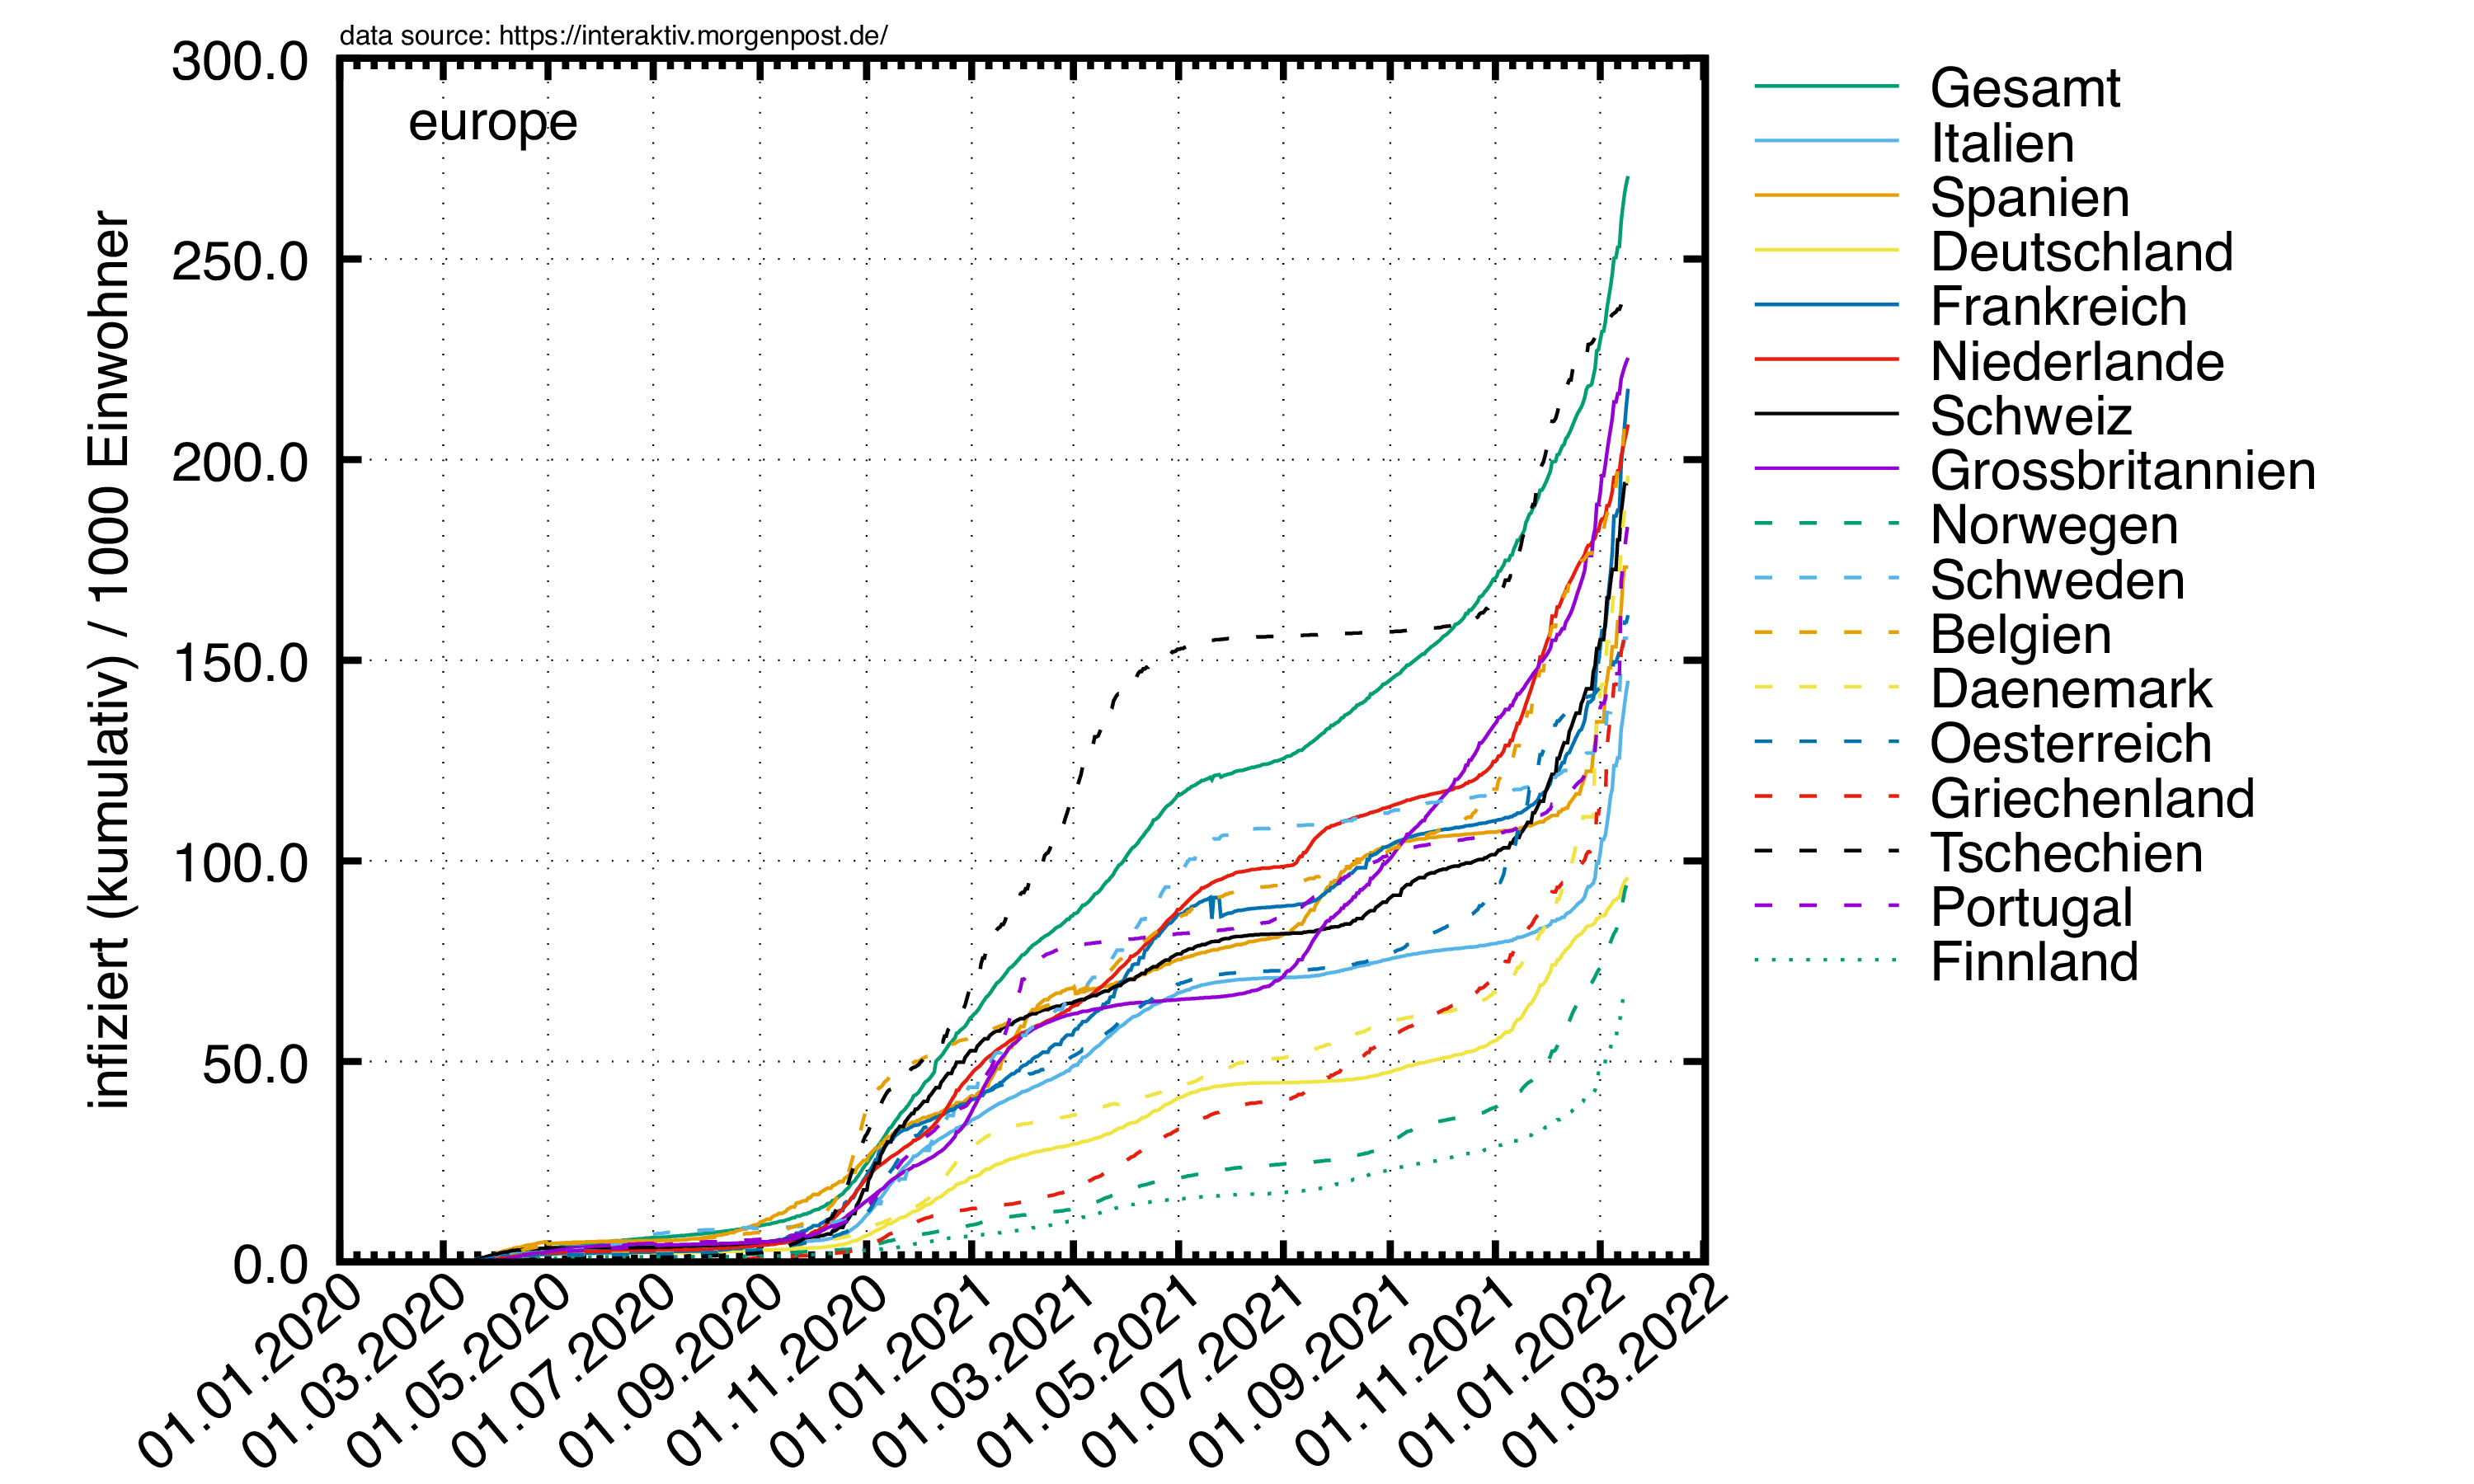 data source: https://interaktiv.morgenpost.de/
300.0
250.0
200.0
150.0
100.0
50.0
0.0
infiziert (kumulativ) / 1000 Einwohner
europe
01.01.2020
01.03.2020
01.05.2020
01.07.2020
01.09.2020
01.11.2020
01.01.2021
01.03.2021
01.05.2021
01.07.2021
01.09.2021
01.11.2021
01.01.2022
01.03.2022
Gesamt
Italien
Spanien
Deutschland
Frankreich
Niederlande
Schweiz
Grossbritannien
Norwegen
Schweden
Belgien
Daenemark
Oesterreich
Griechenland
Tschechien
Portugal
Finnland